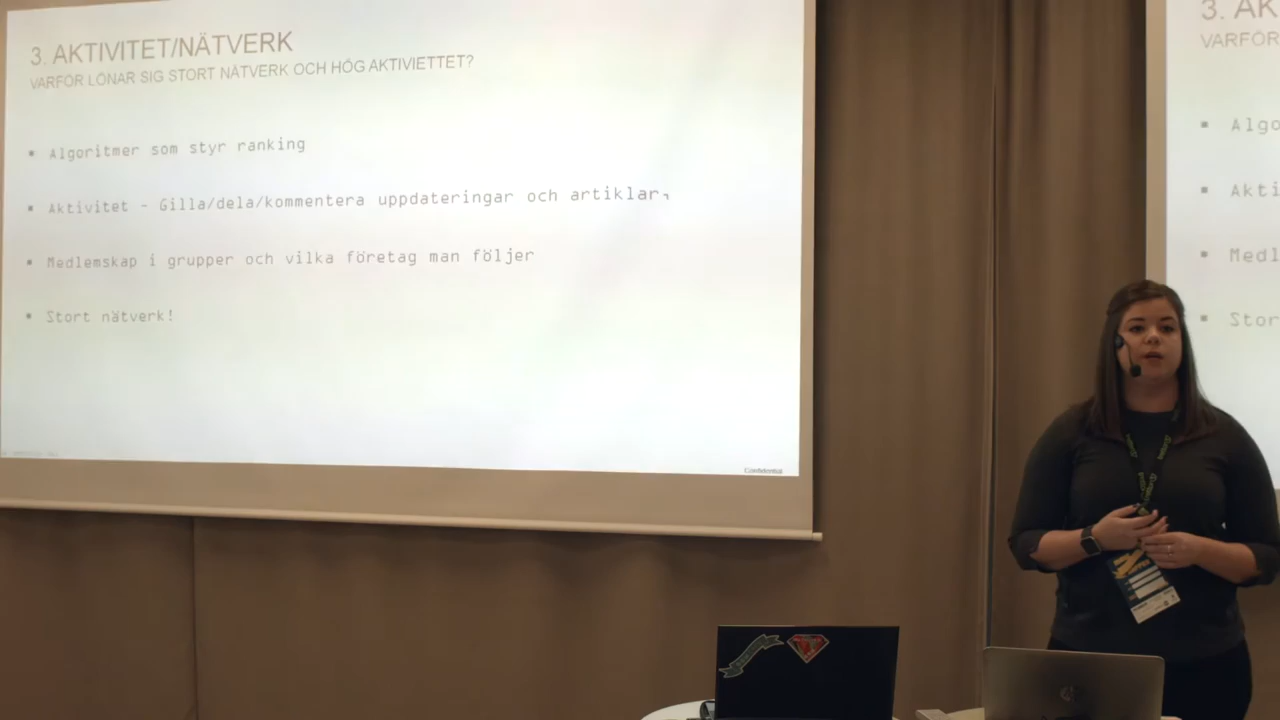 3. AKTIVITET/NÄTVERK
VARFÖR LÖNAR SIG STORT NÄTVERK OCH HÖG AKTIVIETTET?
▪ Algoritmer som styr ranking
▪ Aktivitet – Gilla/dela/kommentera uppdateringar och artiklar,
▪ Medlemskap i grupper och vilka företag man följer
▪ Stort nätverk!
Confidential
3. AK
VARFÖR
▪ Algo
▪ Akti
▪ Medl
▪ Stor